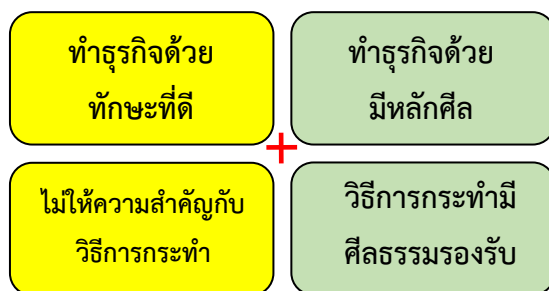 ทำธุรกิจด้วย
ทักษะที่ดี
ทำธุรกิจด้วย
มีหลักศีล
+
ไม่ให้ความสำคัญกับ
วิธีการกระทำ
วิธีการกระทำมี
ศีลธรรมรองรับ